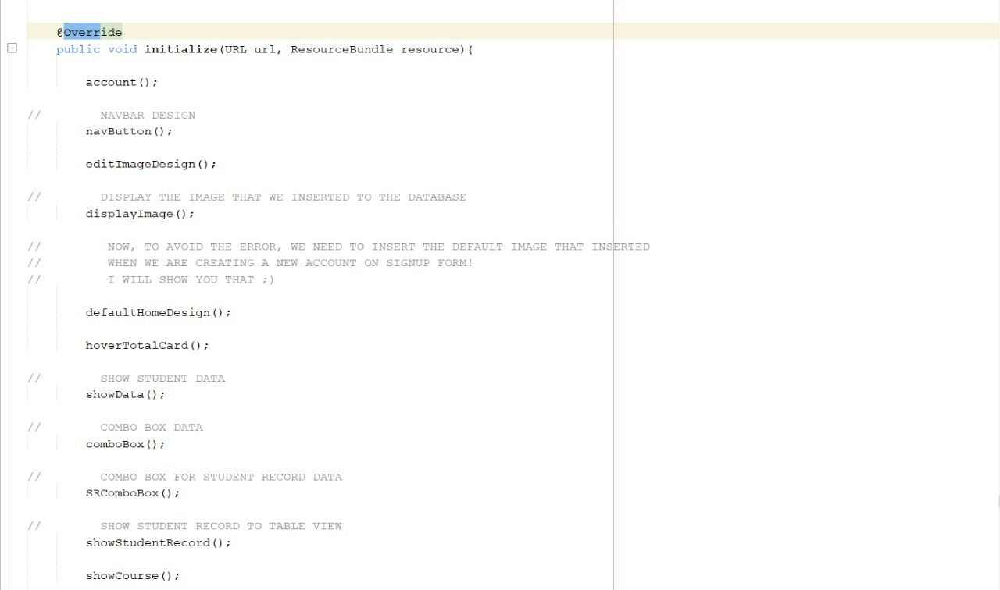 @Override
public void initialize(URL url, ResourceBundle resource){
account();
// NAVBAR DESIGN
navButton();
editImageDesign();
// DISPLAY THE IMAGE THAT WE INSERTED TO THE DATABASE
displayImage();
// NOW, TO AVOID THE ERROR, WE NEED TO INSERT THE DEFAULT IMAGE THAT INSERTED
// WHEN WE ARE CREATING A NEW ACCOUNT ON SIGNUP FORM!
// I WILL SHOW YOU THAT ;)
defaultHomeDesign();
hoverTotalCard();
// SHOW STUDENT DATA
showData();
// COMBO BOX DATA
comboBox();
// COMBO BOX FOR STUDENT RECORD DATA
SRComboBox();
// SHOW STUDENT RECORD TO TABLE VIEW
showStudentRecord();
showCourse();